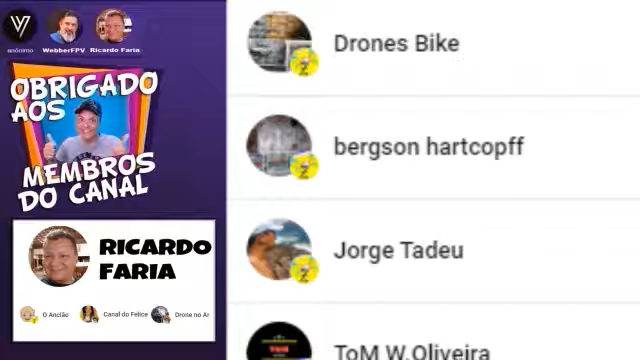 anônimo
WebberFPV
Ricardo Faria
OBRIGADO
AOS
MEMBROS
DO CANAL
RICARDO
FARIA
O Ancião
Canal do Felice
Drone no Ar
Drones Bike
bergson hartcopff
Jorge Tadeu
ToM W.Oliveira